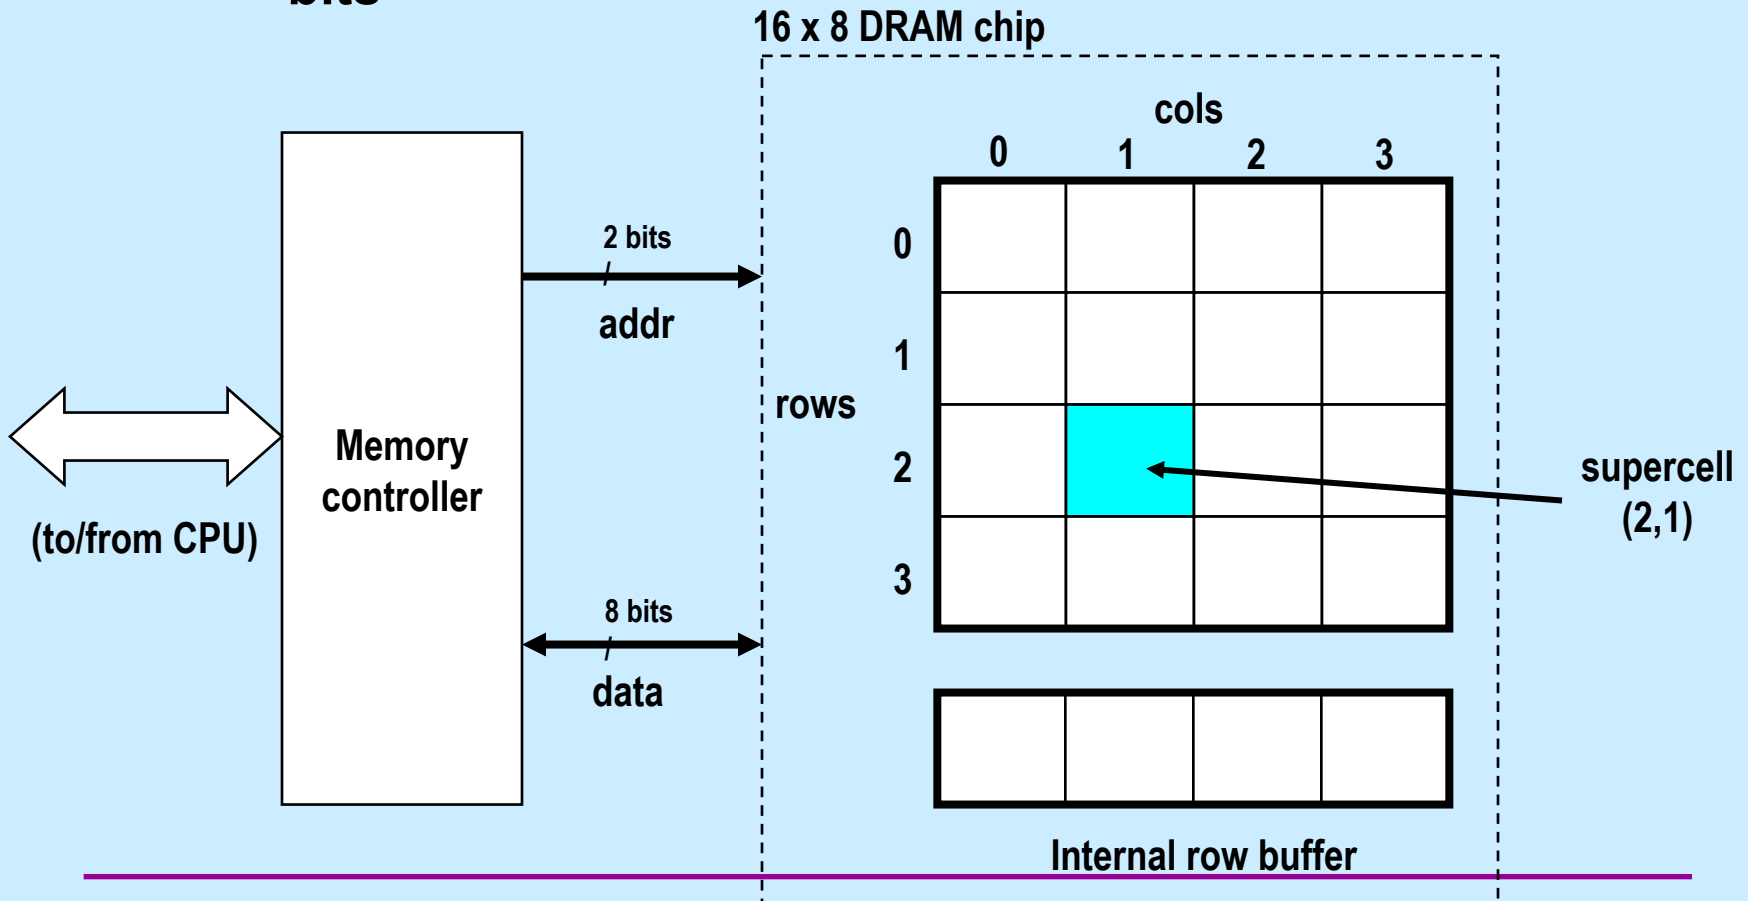 bits
16 x 8 DRAM chip
cols
0 1 2 3
2 bits
addr
0
1
rows
2
3
Memory
controller
(to/from CPU)
supercell
(2,1)
8 bits
data
Internal row buffer